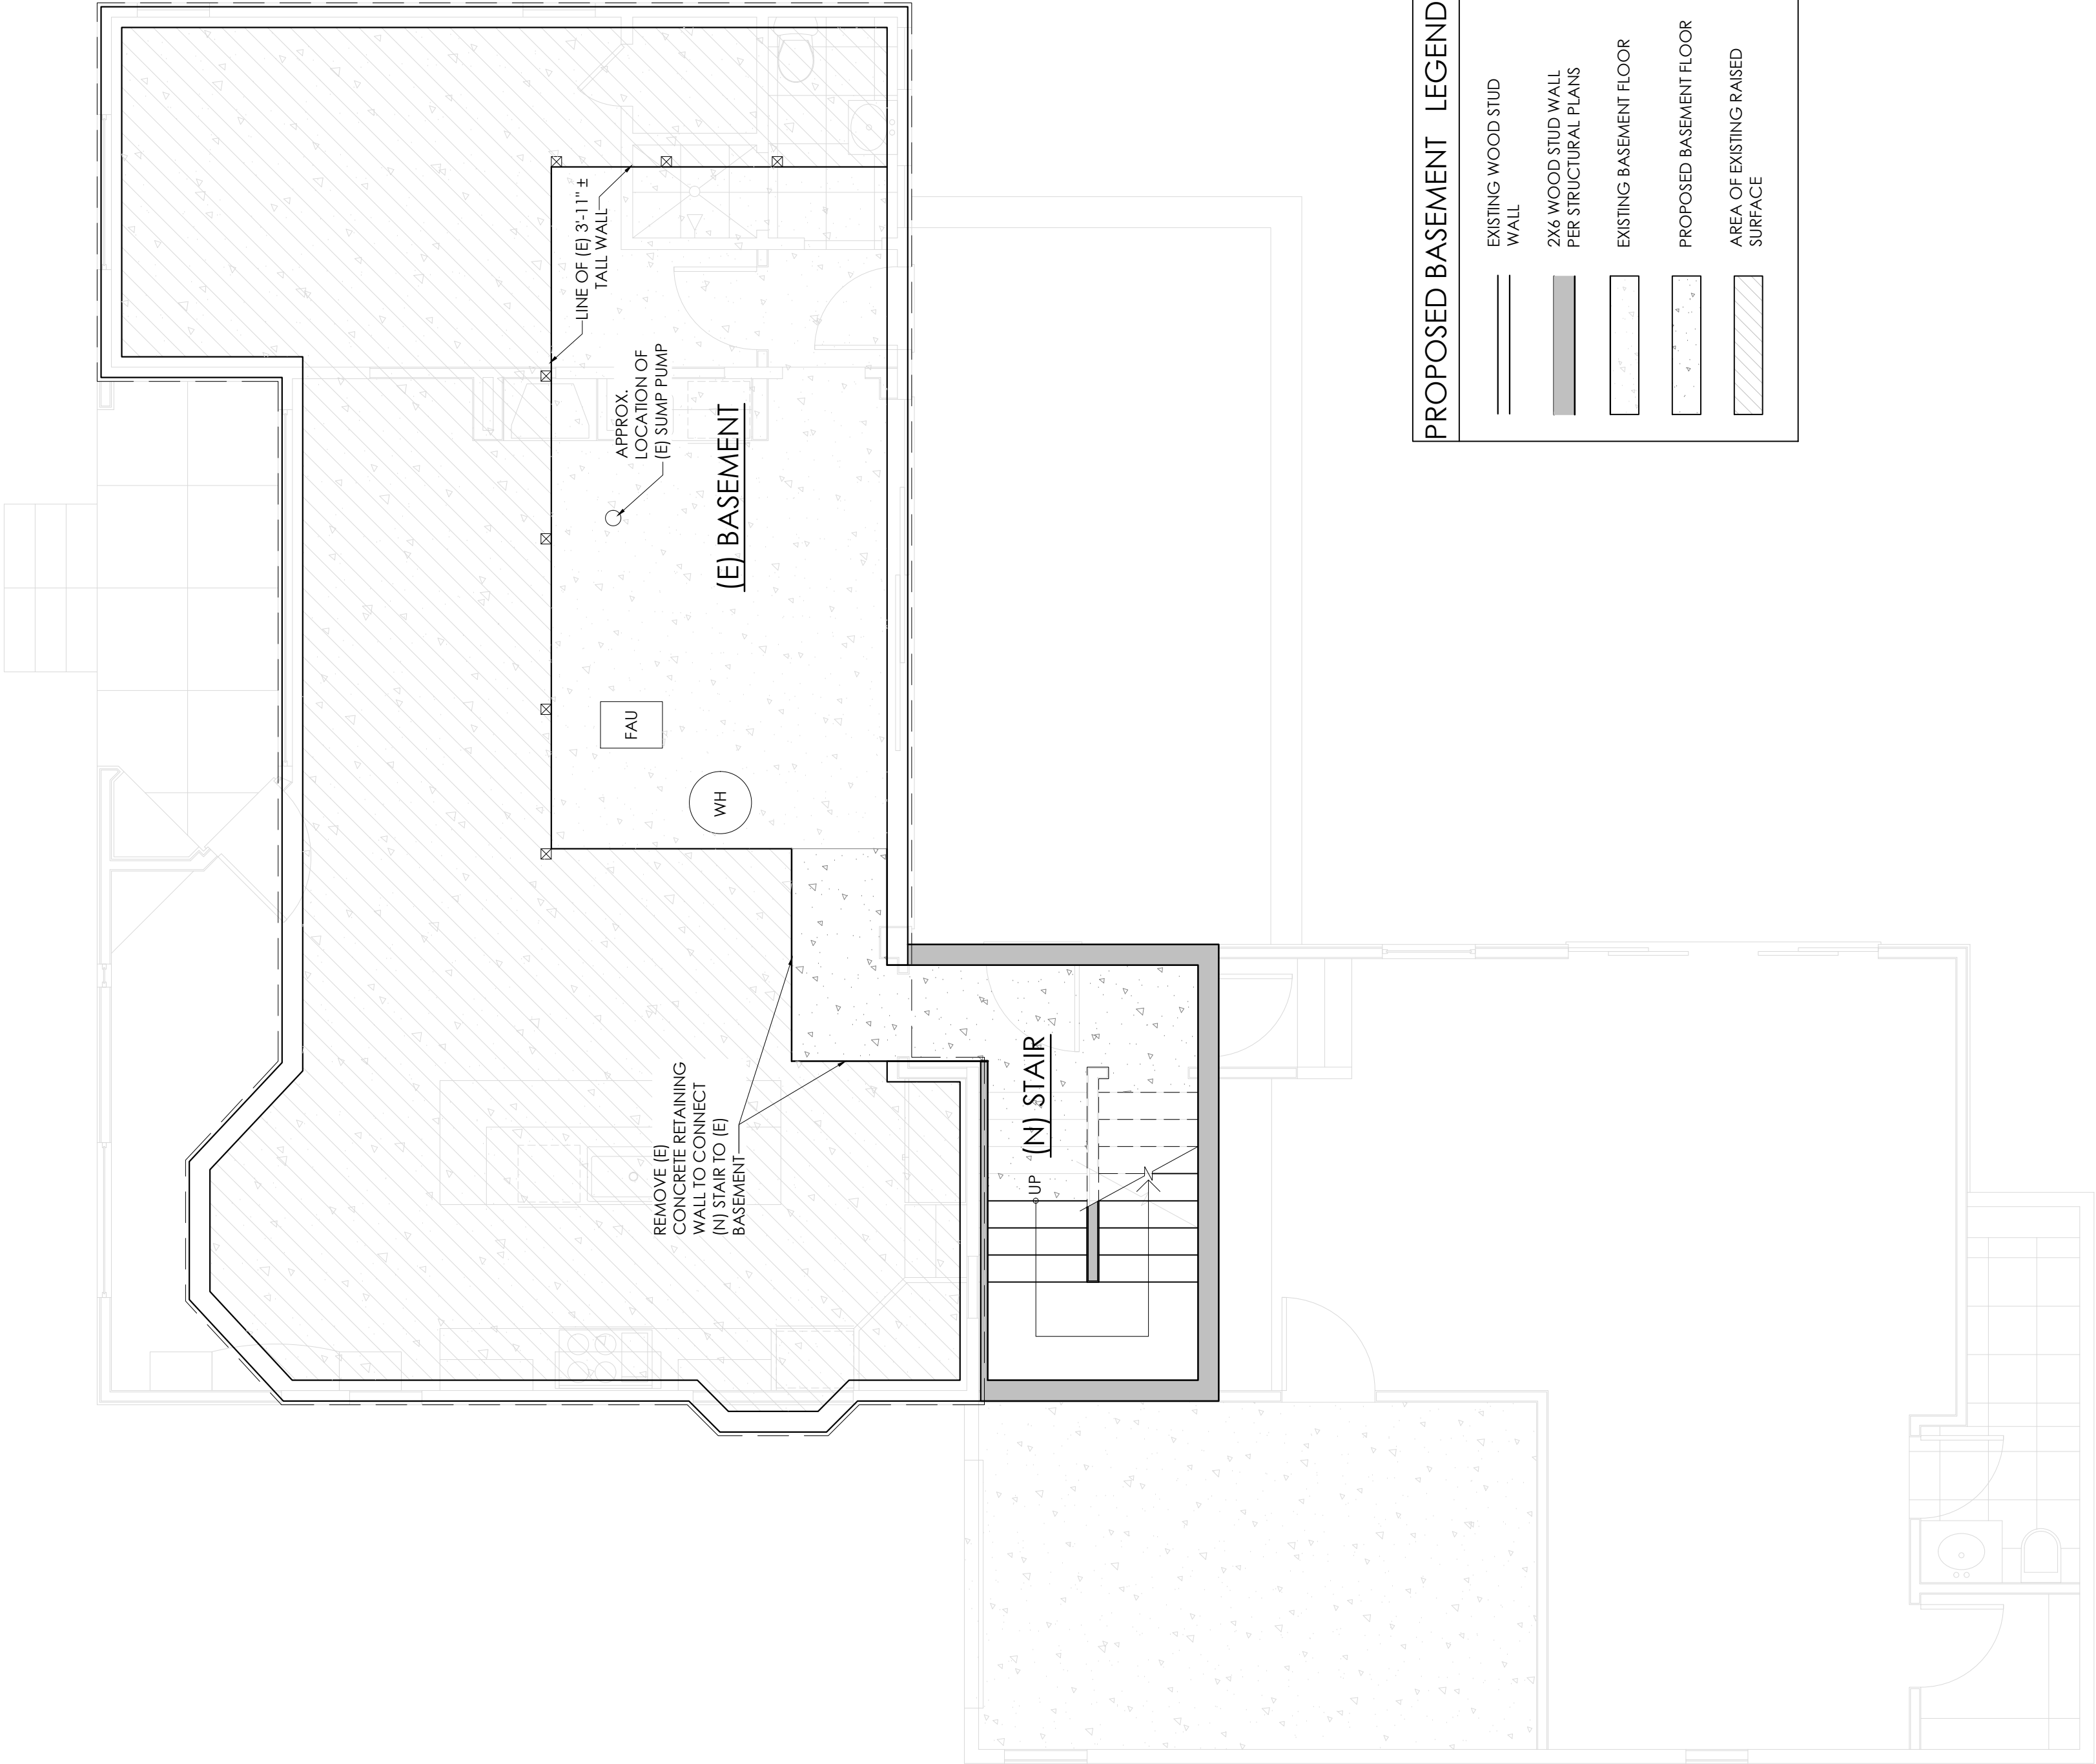 PROPOSED BASEMENT LEGEND
EXISTING WOOD STUD
WALL
2X6 WOOD STUD WALL
PER STRUCTURAL PLANS
EXISTING BASEMENT FLOOR
PROPOSED BASEMENT FLOOR
AREA OF EXISTING RAISED
SURFACE
LINE OF (E) 3'-11" ±
TALL WALL
APPROX.
LOCATION OF
(E) SUMP PUMP
(E) BASEMENT
FAU
WH
REMOVE (E)
CONCRETE RETAINING
WALL TO CONNECT
(N) STAIR TO (E)
BASEMENT
(N) STAIR
UP